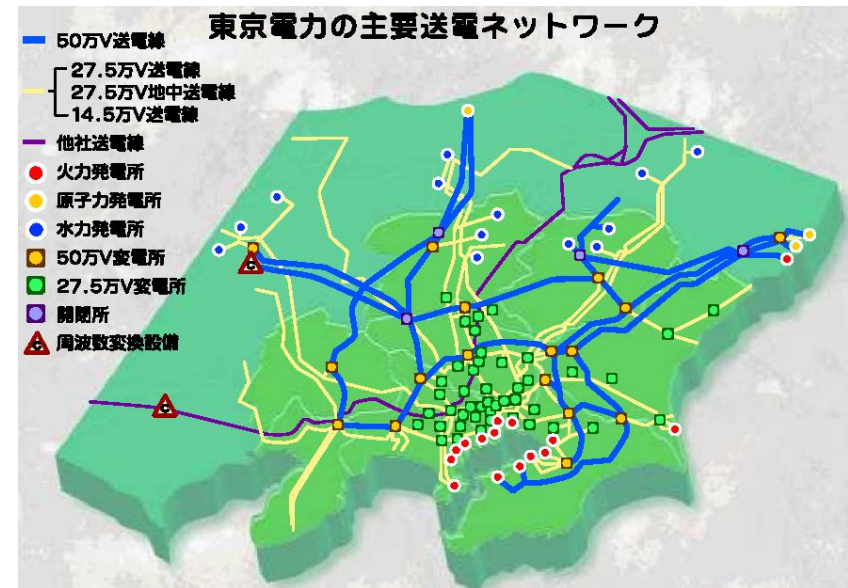 東京電力の主要送電ネットワーク
50万V送電線
27.5万V送電線
27.5万V地中送電線
14.5万V送電線
他社送電線
火力発電所
原子力発電所
水力発電所
50万V変電所
27.5万V変電所
開閉所
周波数変換設備